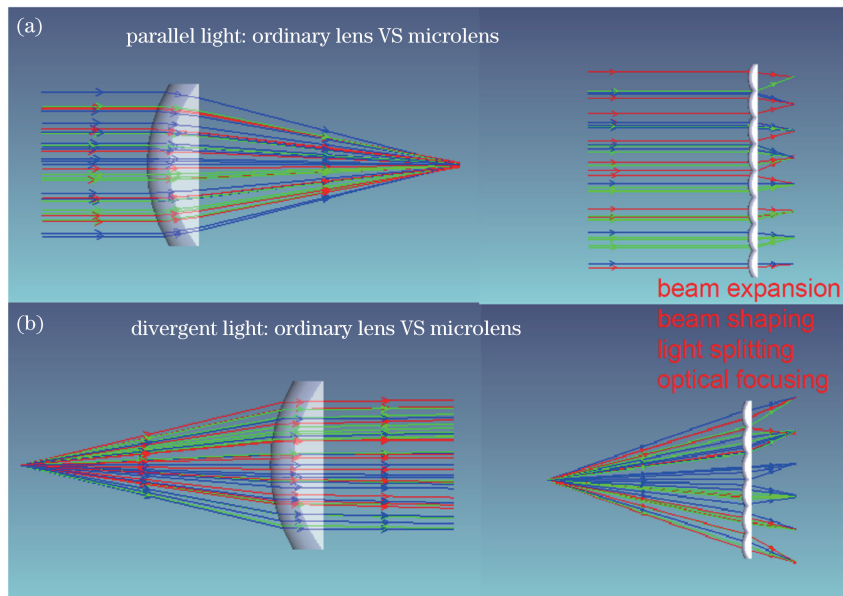 (a)
parallel light: ordinary lens VS microlens
beam expansion
beam shaping
light splitting
optical focusing
(b)
divergent light: ordinary lens VS microlens